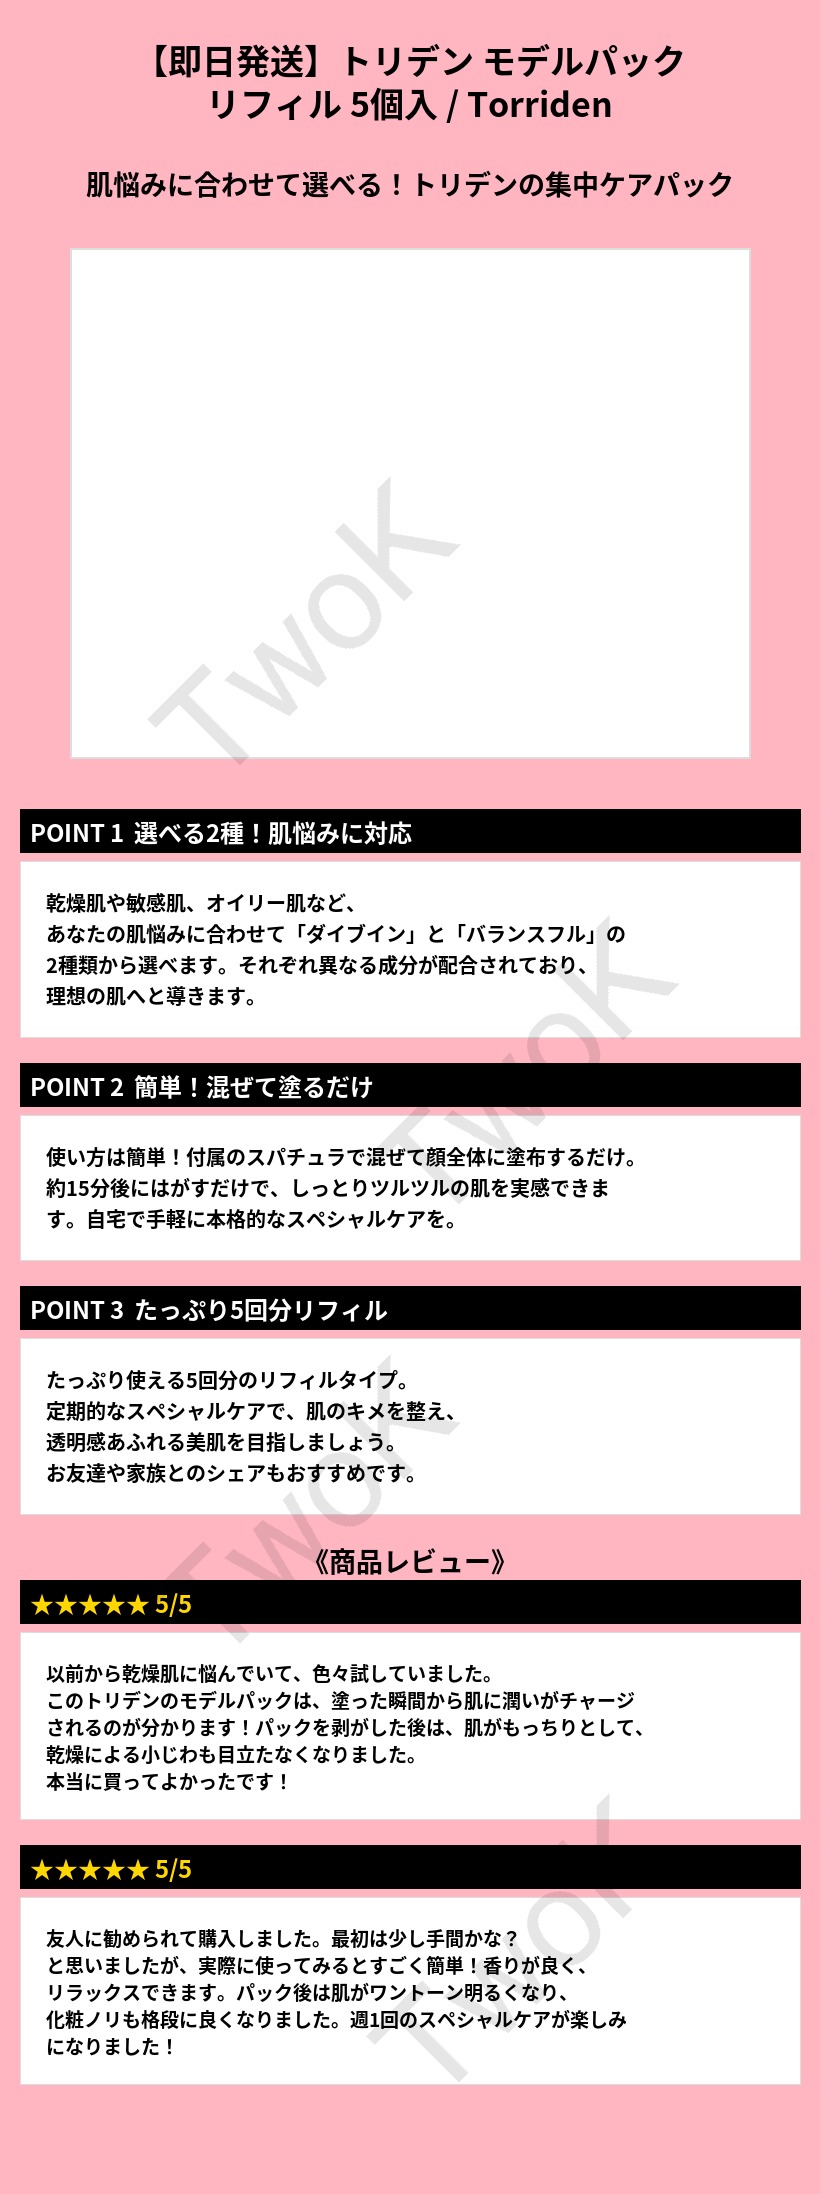 【即日発送】トリデン モデルパック
リフィル 5個入 / Torriden
肌悩みに合わせて選べる！トリデンの集中ケアパック
TwoK
POINT 1 選べる2種！肌悩みに対応
乾燥肌や敏感肌、オイリー肌など、
あなたの肌悩みに合わせて「ダイブイン」と「バランスフル」の
2種類から選べます。それぞれ異なる成分が配合されており、
理想の肌へと導きます。
TwoK
POINT 2 簡単！混ぜて塗るだけ
使い方は簡単！付属のスパチュラで混ぜて顔全体に塗布するだけ。
約15分後にはがすだけで、しっとりツルツルの肌を実感できま
す。自宅で手軽に本格的なスペシャルケアを。
POINT 3 たっぷり5回分リフィル
たっぷり使える5回分のリフィルタイプ。
定期的なスペシャルケアで、肌のキメを整え、
透明感あふれる美肌を目指しましょう。
お友達や家族とのシェアもおすすめです。
TwoK
《商品レビュー》
★★★★★ 5/5
以前から乾燥肌に悩んでいて、色々試していました。
このトリデンのモデルパックは、塗った瞬間から肌に潤いがチャージ
されるのが分かります！パックを剥がした後は、肌がもっちりとして、
乾燥による小じわも目立たなくなりました。
本当に買ってよかったです！
★★★★★ 5/5
友人に勧められて購入しました。最初は少し手間かな？
と思いましたが、実際に使ってみるとすごく簡単！香りが良く、
リラックスできます。パック後は肌がワントーン明るくなり、
化粧ノリも格段に良くなりました。週1回のスペシャルケアが楽しみ
になりました！
TwoK